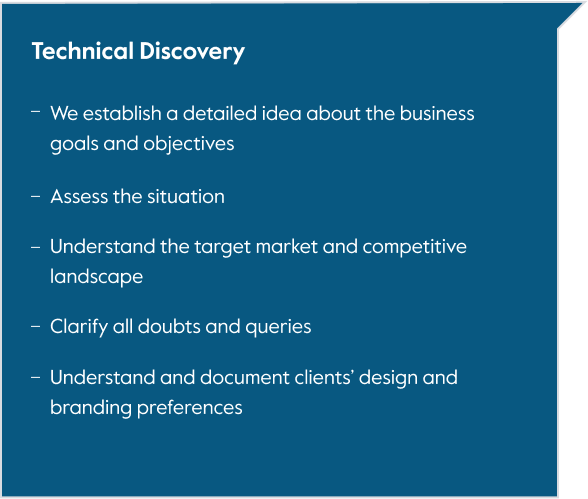 Technical Discovery
– We establish a detailed idea about the business
goals and objectives
– Assess the situation
– Understand the target market and competitive
landscape
– Clarify all doubts and queries
– Understand and document clients’ design and
branding preferences